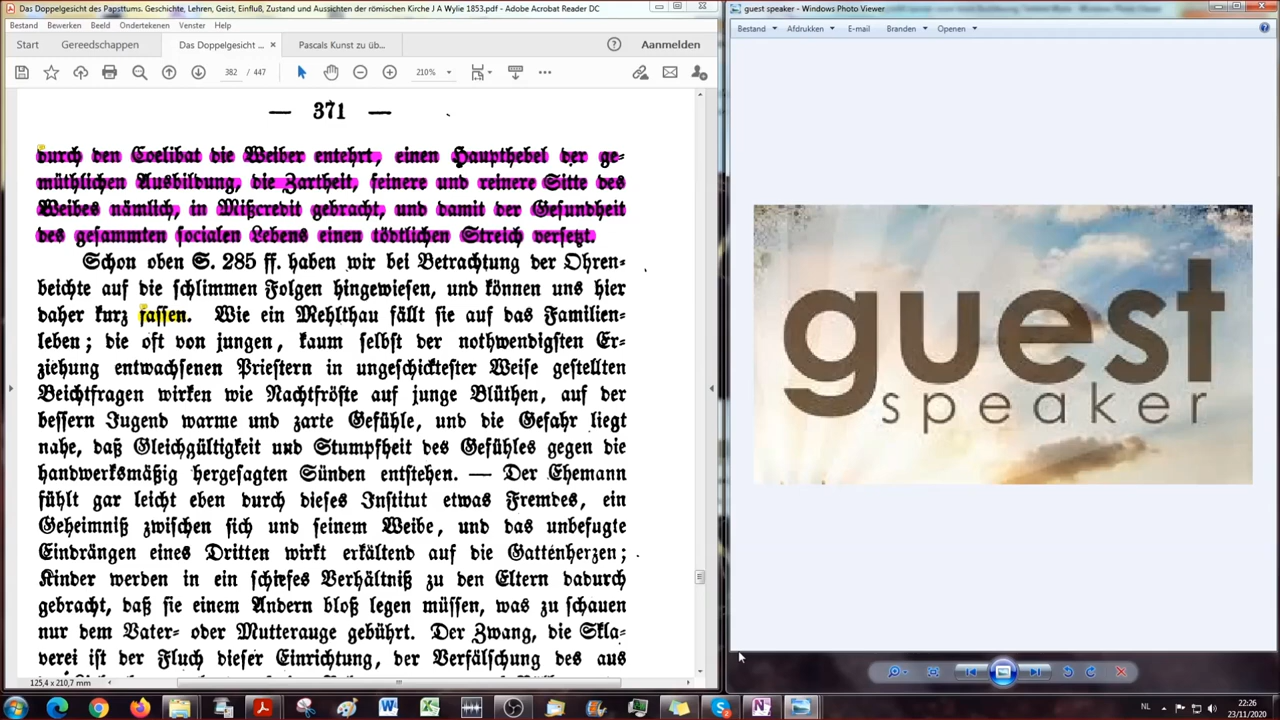 Das Doppelgesicht des Papsttums. Geschichte, Lehren, Geist, Einfluß, Zustand und Aussichten der römischen Kirche J A Wylie 1853.pdf - Adobe Acrobat Reader DC
Bestand Bewerken Beeld Ondertekenen Venster Help
Start Gereedschappen Das Doppelgesicht ... × Pascals Kunst zu üb... Anmelden
382 / 447 210%
— 371 —
durch den Coelibat die Weiber entehrt, einen Haupthebel der ge-
müthlichen Ausbildung, die Zartheit, feinere und reinere Sitte des
Weibes nämlich, in Mißcredit gebracht, und damit der Gesundheit
des gesammten socialen Lebens einen tödtlichen Streich versetzt.
Schon oben S. 285 ff. haben wir bei Betrachtung der Ohren-
beichte auf die schlimmen Folgen hingewiesen, und können uns hier
daher kurz fassen. Wie ein Mehlthau fällt sie auf das Familien-
leben; die oft von jungen, kaum selbst der nothwendigsten Er-
ziehung entwachsenen Priestern in ungeschicktester Weise gestellten
Beichtfragen wirken wie Nachtfröste auf junge Blüthen, auf der
bessern Jugend warme und zarte Gefühle, und die Gefahr liegt
nahe, daß Gleichgültigkeit und Stumpfheit des Gefühles gegen die
handwerksmäßig hergesagten Sünden entstehen. — Der Ehemann
fühlt gar leicht eben durch dieses Institut etwas Fremdes, ein
Geheimniß zwischen sich und seinem Weibe, und das unbefugte
Eindrängen eines Dritten wirkt erkältend auf die Gattenherzen;
Kinder werden in ein schiefes Verhältniß zu den Eltern dadurch
gebracht, daß sie einem Andern bloß legen müssen, was zu schauen
nur dem Vater- oder Mutterauge gebührt. Der Zwang, die Skla-
verei ist der Fluch dieser Einrichtung, der Verfälschung des aus
125,4 x 210,7 mm
guest speaker - Windows Photo Viewer
Bestand Afdrukken E-mail Branden Openen
guest
speaker
NL 22:26
23/11/2020